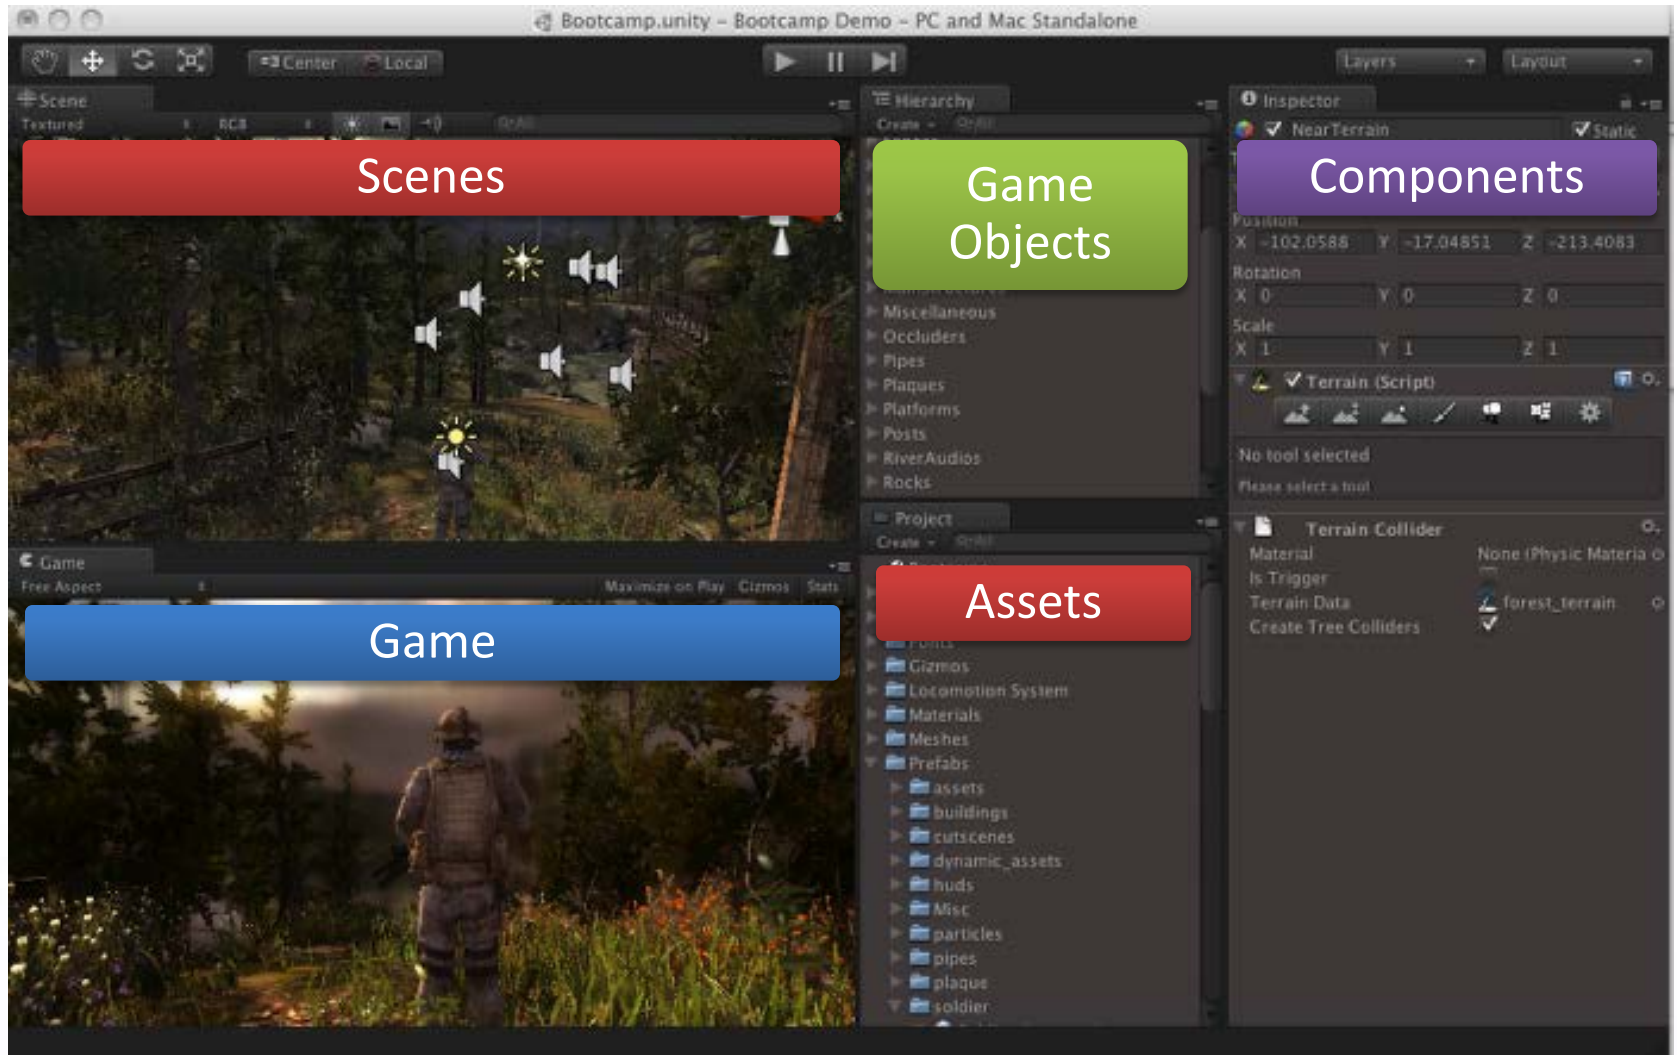 Bootcamp.unity – Bootcamp Demo – PC and Mac Standalone
Center Local
Layers Layout
Scene
Textured RGB
Scenes
Game
Free Aspect Maximize on Play Gizmos Stats
Game
Hierarchy
Create
Game
Objects
Miscellaneous
Occluders
Pipes
Plaques
Platforms
Posts
RiverAudios
Rocks
Project
Create
Assets
Fonts
Gizmos
Locomotion System
Materials
Meshes
Prefabs
assets
buildings
cutscenes
dynamic_assets
huds
Misc
particles
pipes
plaque
soldier
Inspector
NearTerrain Static
Components
Position
X -102.0588 Y -17.04851 Z -213.4083
Rotation
X 0 Y 0 Z 0
Scale
X 1 Y 1 Z 1
Terrain (Script)
No tool selected
Please select a tool
Terrain Collider
Material None (Physic Materia
Is Trigger
Terrain Data forest_terrain
Create Tree Colliders